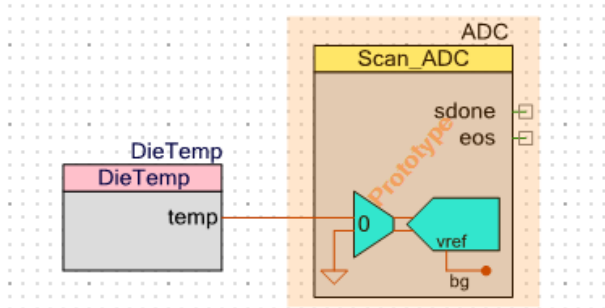 ADC
Scan_ADC
sdone
eos
Prototype
DieTemp
DieTemp
temp
0
vref
bg